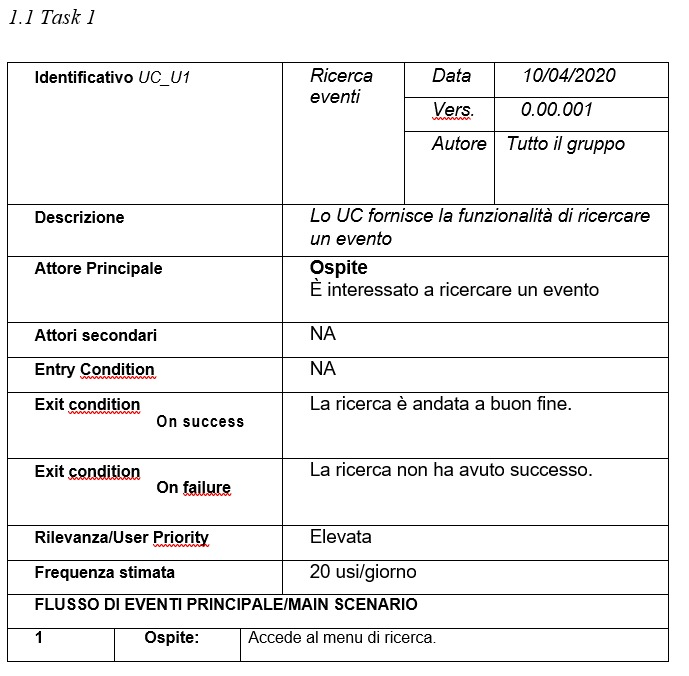 1.1 Task 1
Identificativo UC_U1
Ricerca
eventi
Data
10/04/2020
Vers.
0.00.001
Autore
Tutto il gruppo
Descrizione
Lo UC fornisce la funzionalità di ricercare
un evento
Attore Principale
Ospite
È interessato a ricercare un evento
Attori secondari
NA
Entry Condition
NA
Exit condition
On success
La ricerca è andata a buon fine.
Exit condition
On failure
La ricerca non ha avuto successo.
Rilevanza/User Priority
Elevata
Frequenza stimata
20 usi/giorno
FLUSSO DI EVENTI PRINCIPALE/MAIN SCENARIO
1
Ospite:
Accede al menu di ricerca.